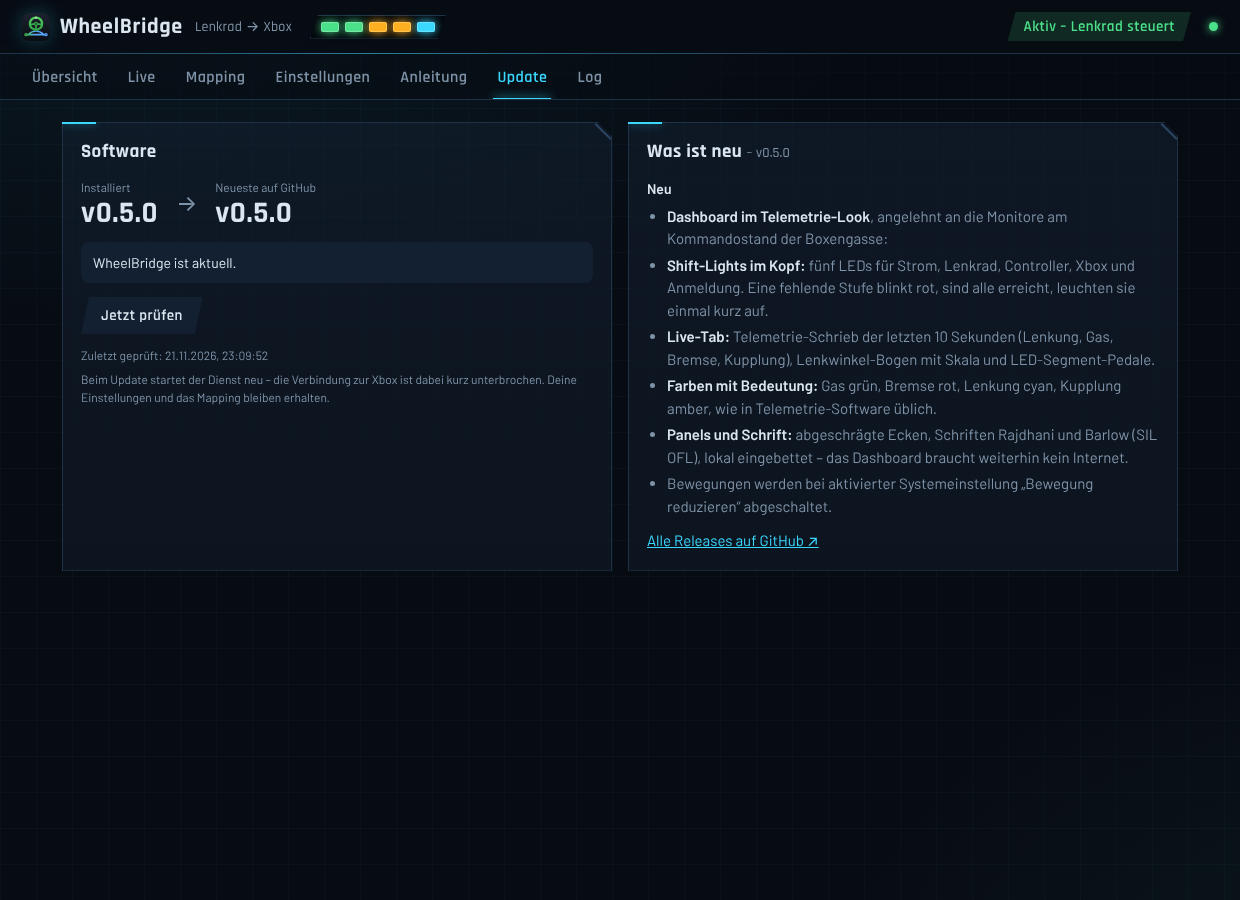 WheelBridge Lenkrad → Xbox
Aktiv – Lenkrad steuert
Übersicht Live Mapping Einstellungen Anleitung Update Log
Software
Installiert
v0.5.0
→
Neueste auf GitHub
v0.5.0
WheelBridge ist aktuell.
Jetzt prüfen
Zuletzt geprüft: 21.11.2026, 23:09:52
Beim Update startet der Dienst neu – die Verbindung zur Xbox ist dabei kurz unterbrochen. Deine
Einstellungen und das Mapping bleiben erhalten.
Was ist neu – v0.5.0
Neu
• Dashboard im Telemetrie-Look, angelehnt an die Monitore am
Kommandostand der Boxengasse:
• Shift-Lights im Kopf: fünf LEDs für Strom, Lenkrad, Controller, Xbox und
Anmeldung. Eine fehlende Stufe blinkt rot, sind alle erreicht, leuchten sie
einmal kurz auf.
• Live-Tab: Telemetrie-Schrieb der letzten 10 Sekunden (Lenkung, Gas,
Bremse, Kupplung), Lenkwinkel-Bogen mit Skala und LED-Segment-Pedale.
• Farben mit Bedeutung: Gas grün, Bremse rot, Lenkung cyan, Kupplung
amber, wie in Telemetrie-Software üblich.
• Panels und Schrift: abgeschrägte Ecken, Schriften Rajdhani und Barlow (SIL
OFL), lokal eingebettet – das Dashboard braucht weiterhin kein Internet.
• Bewegungen werden bei aktivierter Systemeinstellung „Bewegung
reduzieren“ abgeschaltet.
Alle Releases auf GitHub ↗